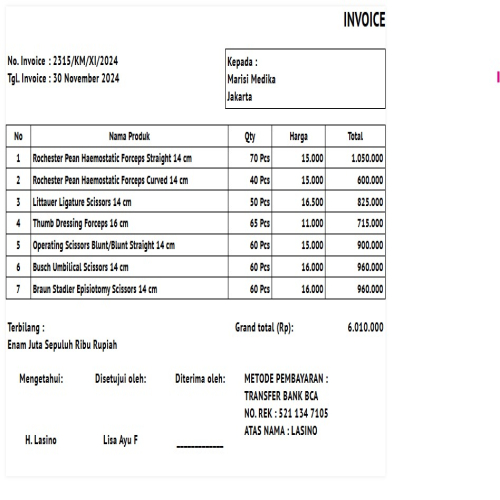 INVOICE
No. Invoice : 2315/KM/XI/2024
Tgl. Invoice : 30 November 2024
Kepada :
Marisi Medika
Jakarta
No Nama Produk Qty Harga Total
1 Rochester Pean Haemostatic Forceps Straight 14 cm 70 Pcs 15.000 1.050.000
2 Rochester Pean Haemostatic Forceps Curved 14 cm 40 Pcs 15.000 600.000
3 Littauer Ligature Scissors 14 cm 50 Pcs 16.500 825.000
4 Thumb Dressing Forceps 16 cm 65 Pcs 11.000 715.000
5 Operating Scissors Blunt/Blunt Straight 14 cm 60 Pcs 15.000 900.000
6 Busch Umbilical Scissors 14 cm 60 Pcs 16.000 960.000
7 Braun Stadler Episiotomy Scissors 14 cm 60 Pcs 16.000 960.000
Terbilang :
Enam Juta Sepuluh Ribu Rupiah
Grand total (Rp): 6.010.000
Mengetahui: Disetujui oleh: Diterima oleh:
H. Lasino Lisa Ayu F
METODE PEMBAYARAN :
TRANSFER BANK BCA
NO. REK : 521 134 7105
ATAS NAMA : LASINO